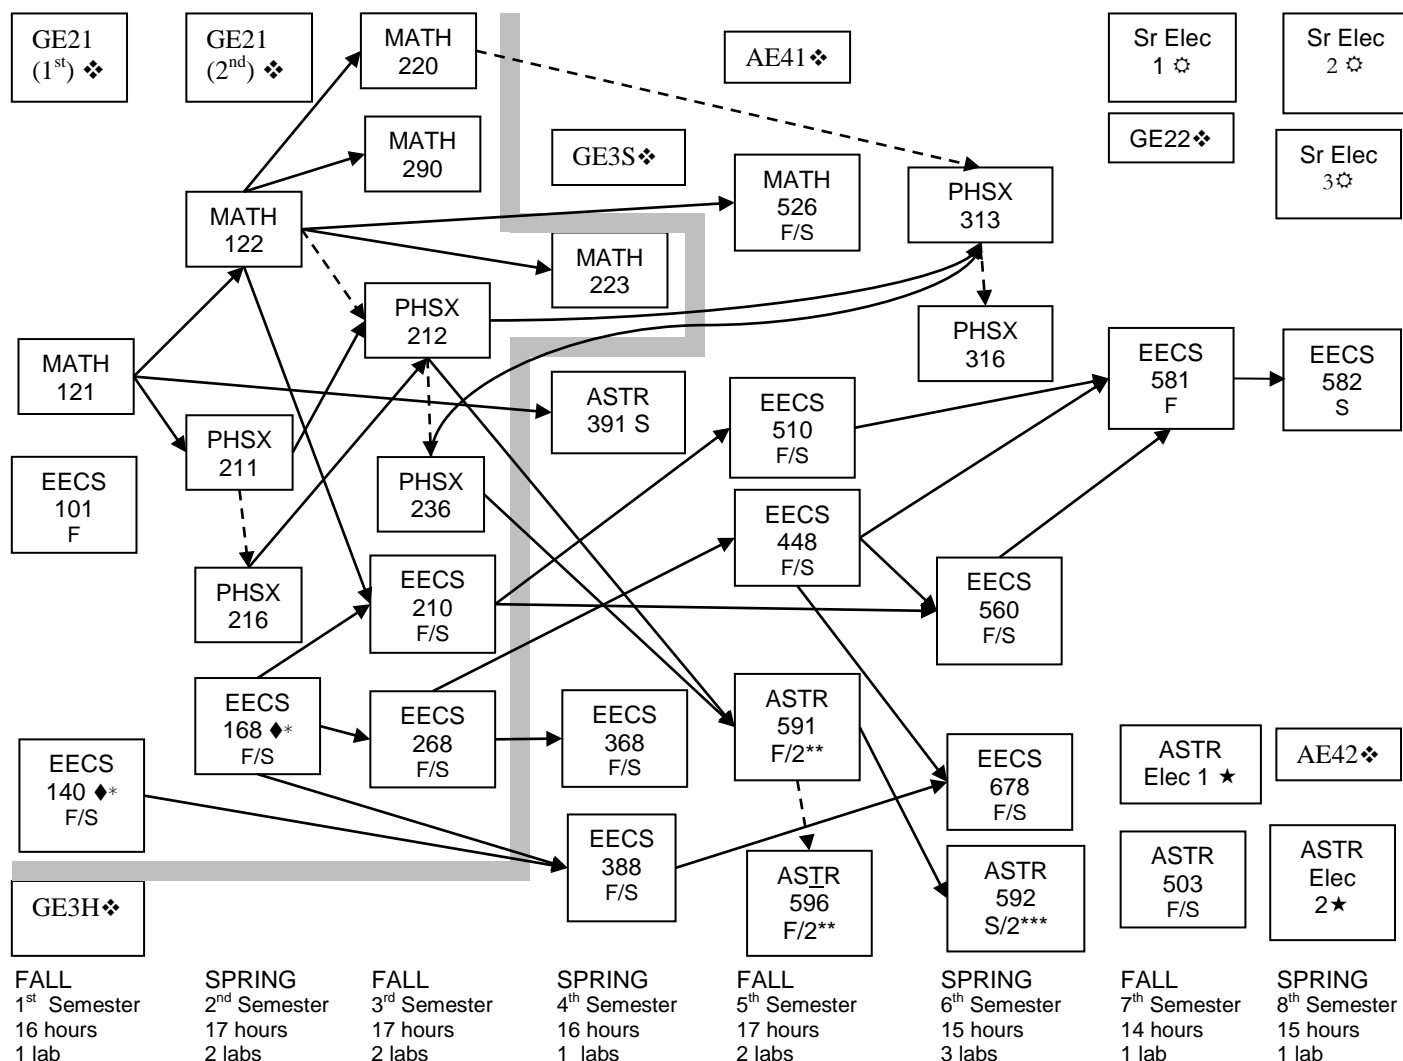 GE21
(1st) ❖
GE21
(2nd) ❖
MATH
220
AE41❖
Sr Elec
1 ☼
Sr Elec
2 ☼
MATH
290
GE3S❖
GE22❖
Sr Elec
3☼
MATH
526
F/S
PHSX
313
MATH
122
MATH
223
PHSX
212
PHSX
316
MATH
121
ASTR
391 S
EECS
510
F/S
EECS
581
F
EECS
582
S
PHSX
211
EECS
101
F
PHSX
236
EECS
448
F/S
PHSX
216
EECS
210
F/S
EECS
560
F/S
EECS
168 ♦*
F/S
EECS
268
F/S
EECS
368
F/S
ASTR
591
F/2**
EECS
140 ♦*
F/S
EECS
678
F/S
ASTR
Elec 1 ★
AE42❖
EECS
388
F/S
ASTR
596
F/2**
ASTR
592
S/2***
ASTR
503
F/S
ASTR
Elec
2★
GE3H❖
FALL
1st Semester
16 hours
1 lab
SPRING
2nd Semester
17 hours
2 labs
FALL
3rd Semester
17 hours
2 labs
SPRING
4th Semester
16 hours
1 labs
FALL
5th Semester
17 hours
2 labs
SPRING
6th Semester
15 hours
3 labs
FALL
7th Semester
14 hours
1 lab
SPRING
8th Semester
15 hours
1 lab